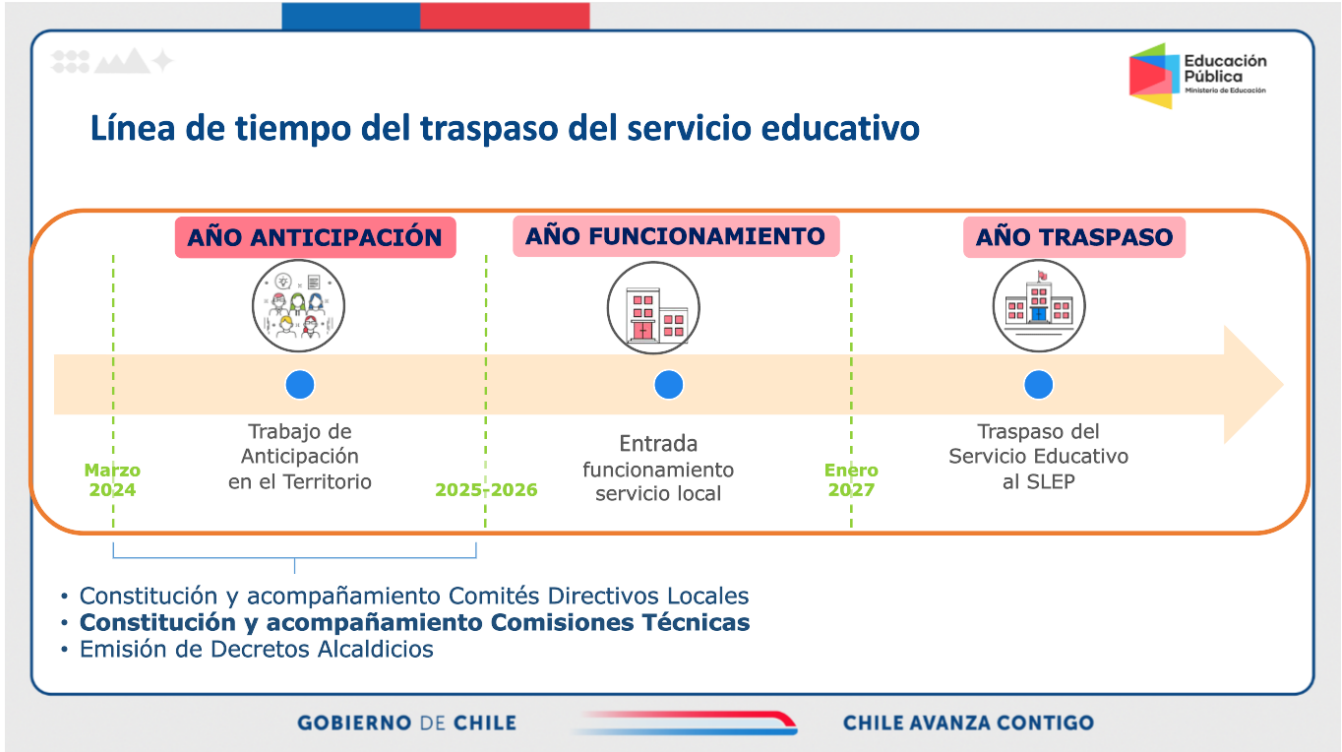 Educación
Pública
Ministerio de Educación
Línea de tiempo del traspaso del servicio educativo
AÑO ANTICIPACIÓN
AÑO FUNCIONAMIENTO
AÑO TRASPASO
Trabajo de
Anticipación
en el Territorio
Entrada
funcionamiento
servicio local
Traspaso del
Servicio Educativo
al SLEP
Marzo
2024
2025-2026
Enero
2027
• Constitución y acompañamiento Comités Directivos Locales
• Constitución y acompañamiento Comisiones Técnicas
• Emisión de Decretos Alcaldicios
GOBIERNO DE CHILE
CHILE AVANZA CONTIGO